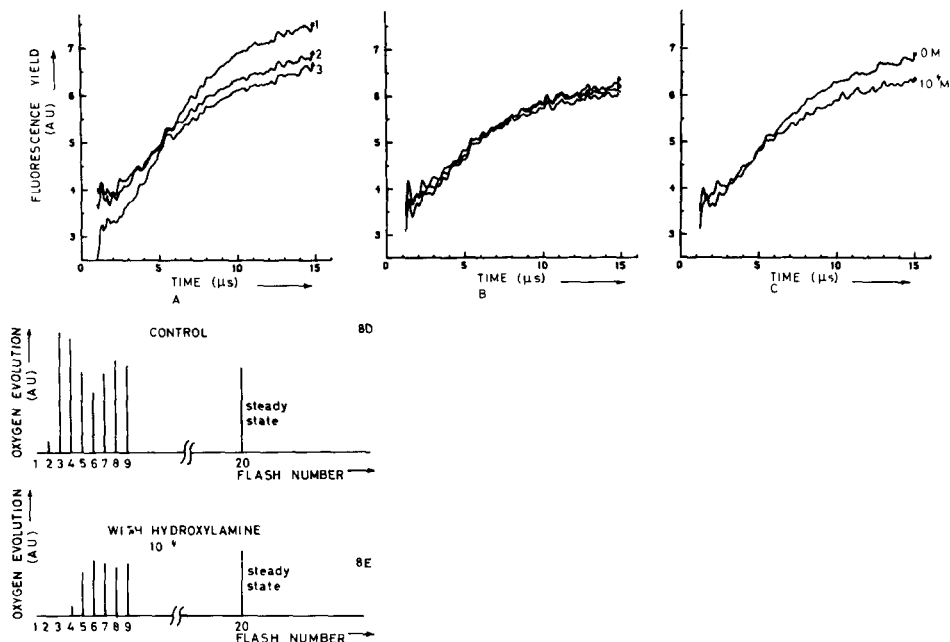 FLUORESCENCE YIELD
(A U)
7
6
5
4
3
1
2
3
0 5 10 15
TIME (μs)
A
7
6
5
4
3
0 5 10 15
TIME (μs)
B
7
6
5
4
3
0M
10⁻⁴M
0 5 10 15
TIME (μs)
C
OXYGEN EVOLUTION
(A U)
CONTROL
8D
steady
state
1 2 3 4 5 6 7 8 9 20
FLASH NUMBER
OXYGEN EVOLUTION
(AU)
WITH HYDROXYLAMINE
10
8E
steady
state
1 2 3 4 5 6 7 8 9 20
FLASH NUMBER